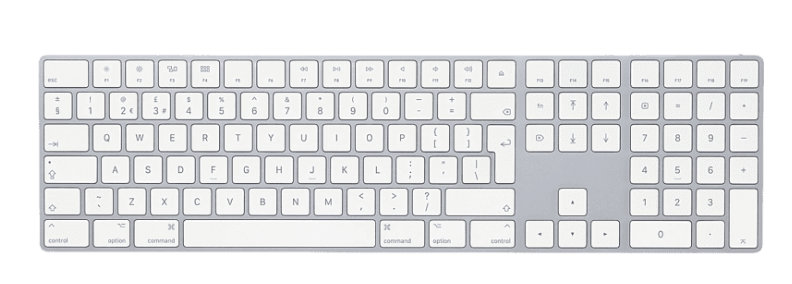 esc F1 F2 F3 F4 F5 F6 F7 F8 F9 F10 F11 F12 F13 F14 F15 F16 F17 F18 F19
± § ! 1 @ 2 € £ 3 # $ 4 % 5 ^ 6 & 7 * 8 ( 9 ) 0 _ - + = fn = / *
Q W E R T Y U I O P { [ } ] 7 8 9 −
A S D F G H J K L : ; " ' | \ 4 5 6 +
~ ` Z X C V B N M < , > . ? / 1 2 3
control option command command option control 0 .